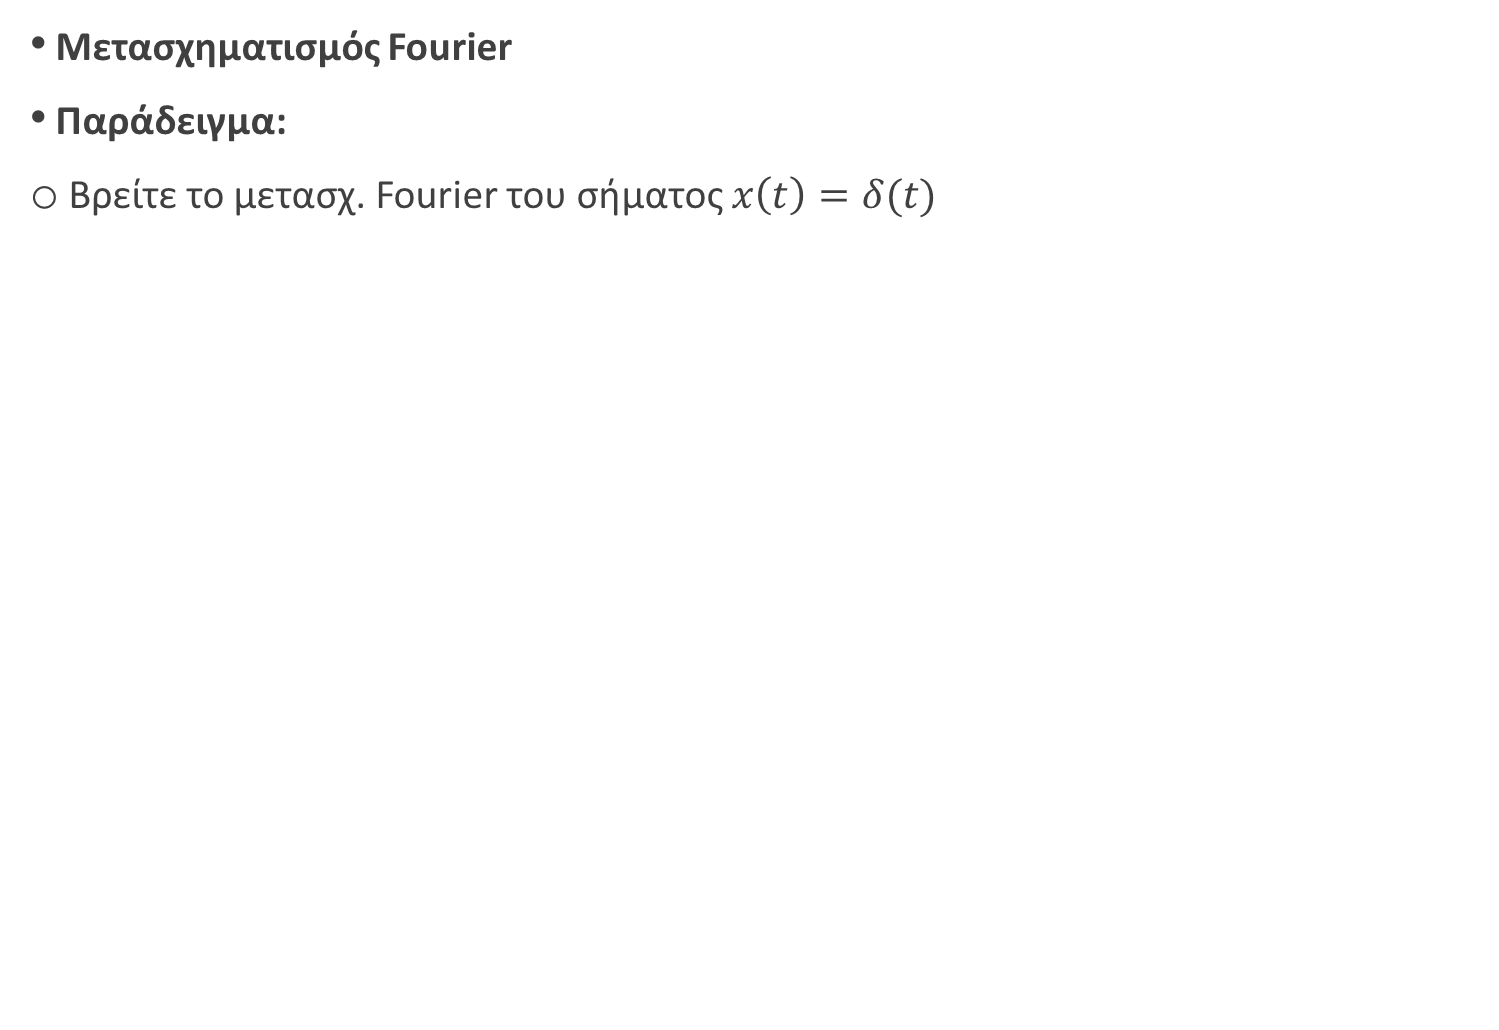 • Μετασχηματισμός Fourier
• Παράδειγμα:
○ Βρείτε το μετασχ. Fourier του σήματος 𝑥(𝑡) = 𝛿(𝑡)